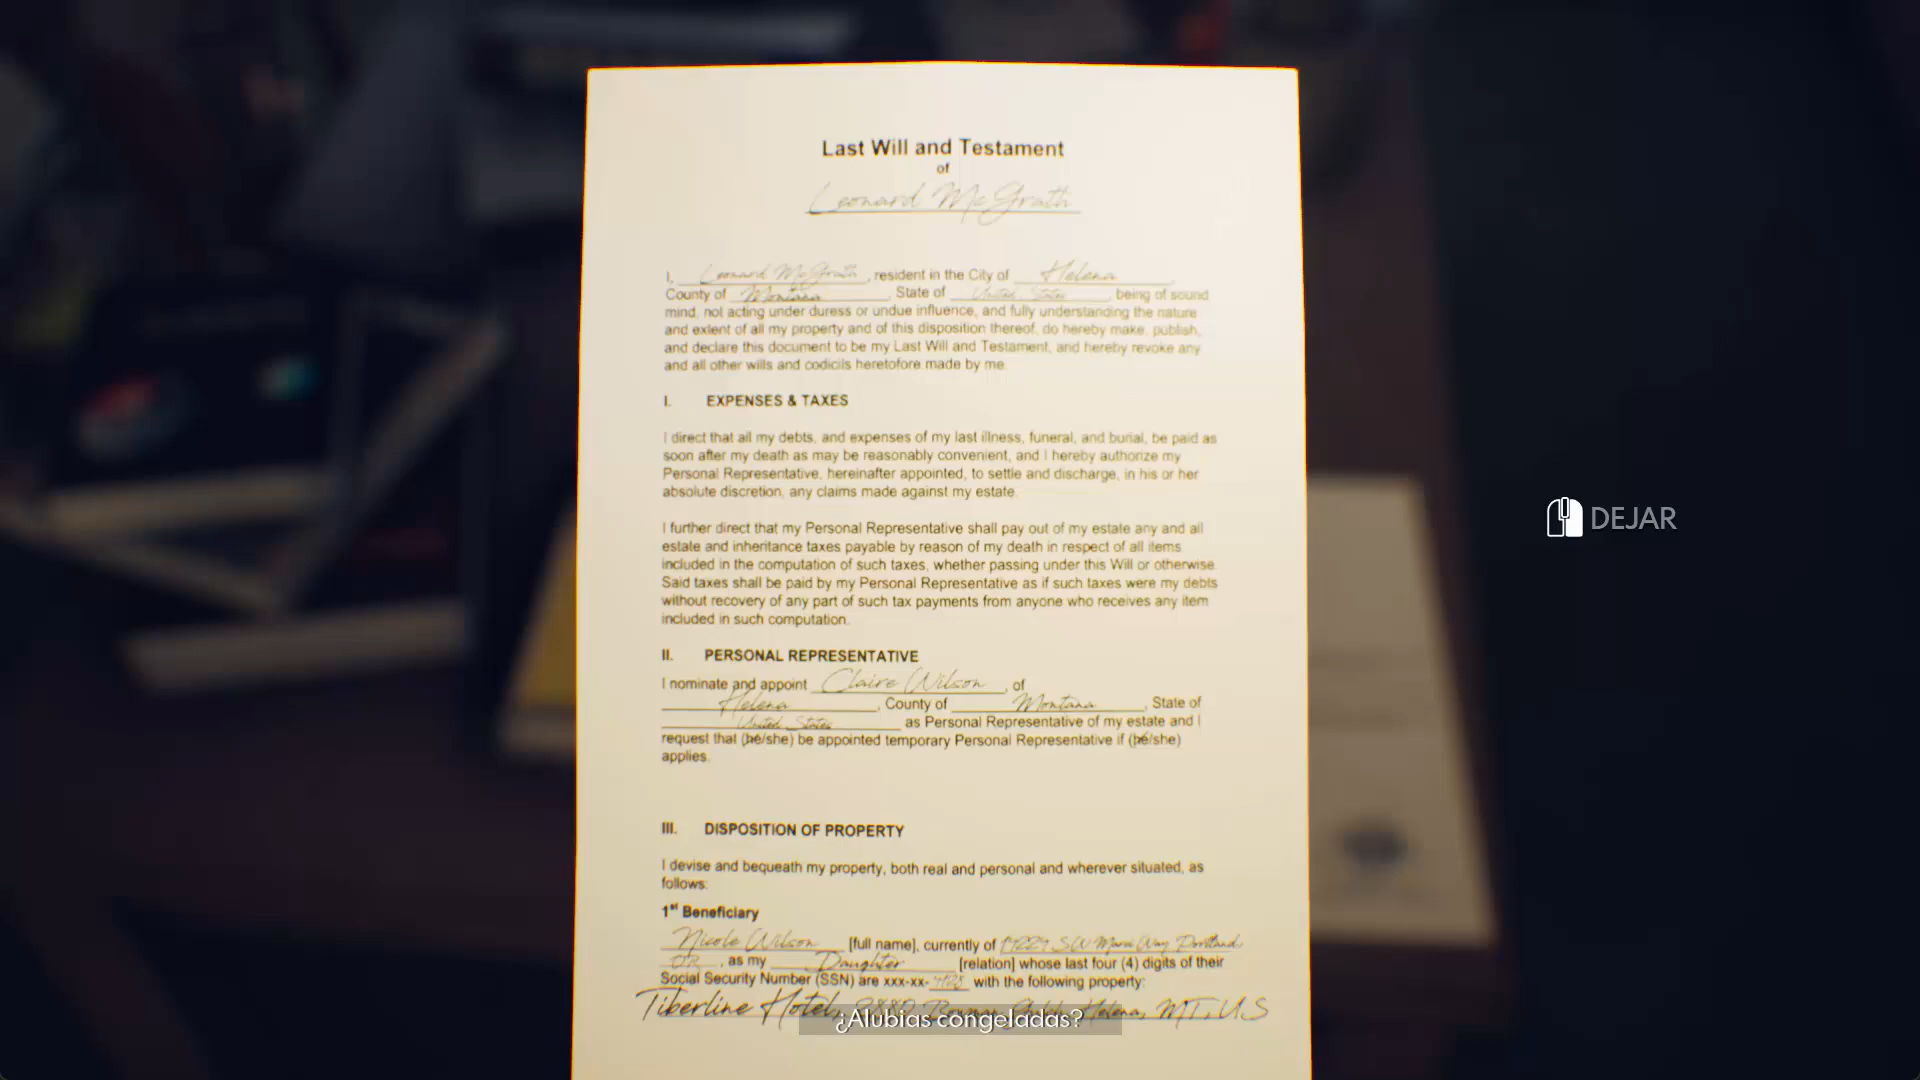 Last Will and Testament
of
Leonard McGrath
I, Leonard McGrath, resident in the City of Helena,
County of Montana, State of United States being of sound
mind, not acting under duress or undue influence, and fully understanding the nature
and extent of all my property and of this disposition thereof, do hereby make, publish,
and declare this document to be my Last Will and Testament, and hereby revoke any
and all other wills and codicils heretofore made by me.
I. EXPENSES & TAXES
I direct that all my debts, and expenses of my last illness, funeral, and burial, be paid as
soon after my death as may be reasonably convenient, and I hereby authorize my
Personal Representative, hereinafter appointed, to settle and discharge, in his or her
absolute discretion, any claims made against my estate.
I further direct that my Personal Representative shall pay out of my estate any and all
estate and inheritance taxes payable by reason of my death in respect of all items
included in the computation of such taxes, whether passing under this Will or otherwise.
Said taxes shall be paid by my Personal Representative as if such taxes were my debts
without recovery of any part of such tax payments from anyone who receives any item
included in such computation.
II. PERSONAL REPRESENTATIVE
I nominate and appoint Claire Wilson, of
Helena, County of Montana, State of
United States as Personal Representative of my estate and I
request that (he/she) be appointed temporary Personal Representative if (he/she)
applies.
DEJAR
III. DISPOSITION OF PROPERTY
I devise and bequeath my property, both real and personal and wherever situated, as
follows:
1st Beneficiary
Nicole Wilson [full name], currently of SW Way Portland,
OR, as my Daughter [relation] whose last four (4) digits of their
Social Security Number (SSN) are xxx-xx- with the following property:
Tiberline Hotel, Helena, MT, U.S
¿Alubias congeladas?